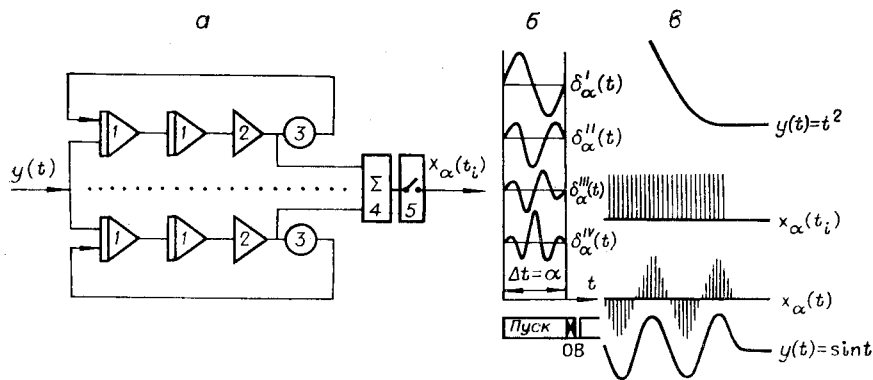 а
б
в
1
1
2
3
y(t)
Σ
4
5
x_α(t_i)
1
1
2
3
δ_α^I(t)
δ_α^II(t)
δ_α^III(t)
δ_α^IV(t)
Δt=α
t
Пуск
ОВ
y(t)=t²
x_α(t_i)
x_α(t)
y(t)=sint